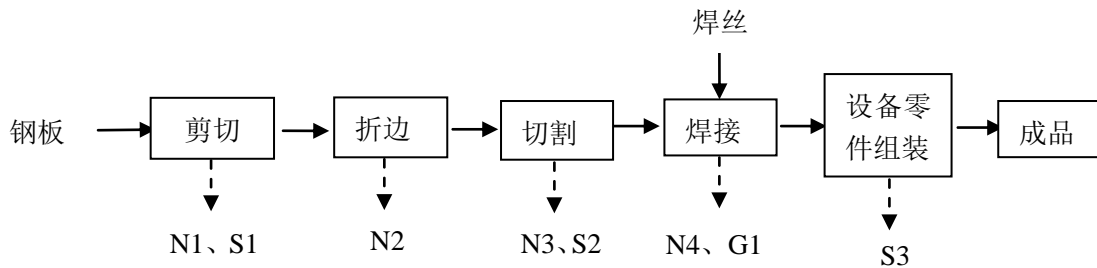 焊丝
钢板
剪切
折边
切割
焊接
设备零
件组装
成品
N1、S1
N2
N3、S2
N4、G1
S3